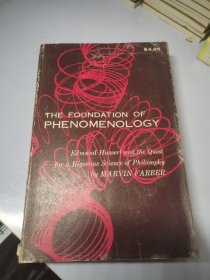 $4.95
THE FOUNDATION OF
PHENOMENOLOGY
Edmund Husserl and the Quest
for a Rigorous Science of Philosophy
by MARVIN FARBER